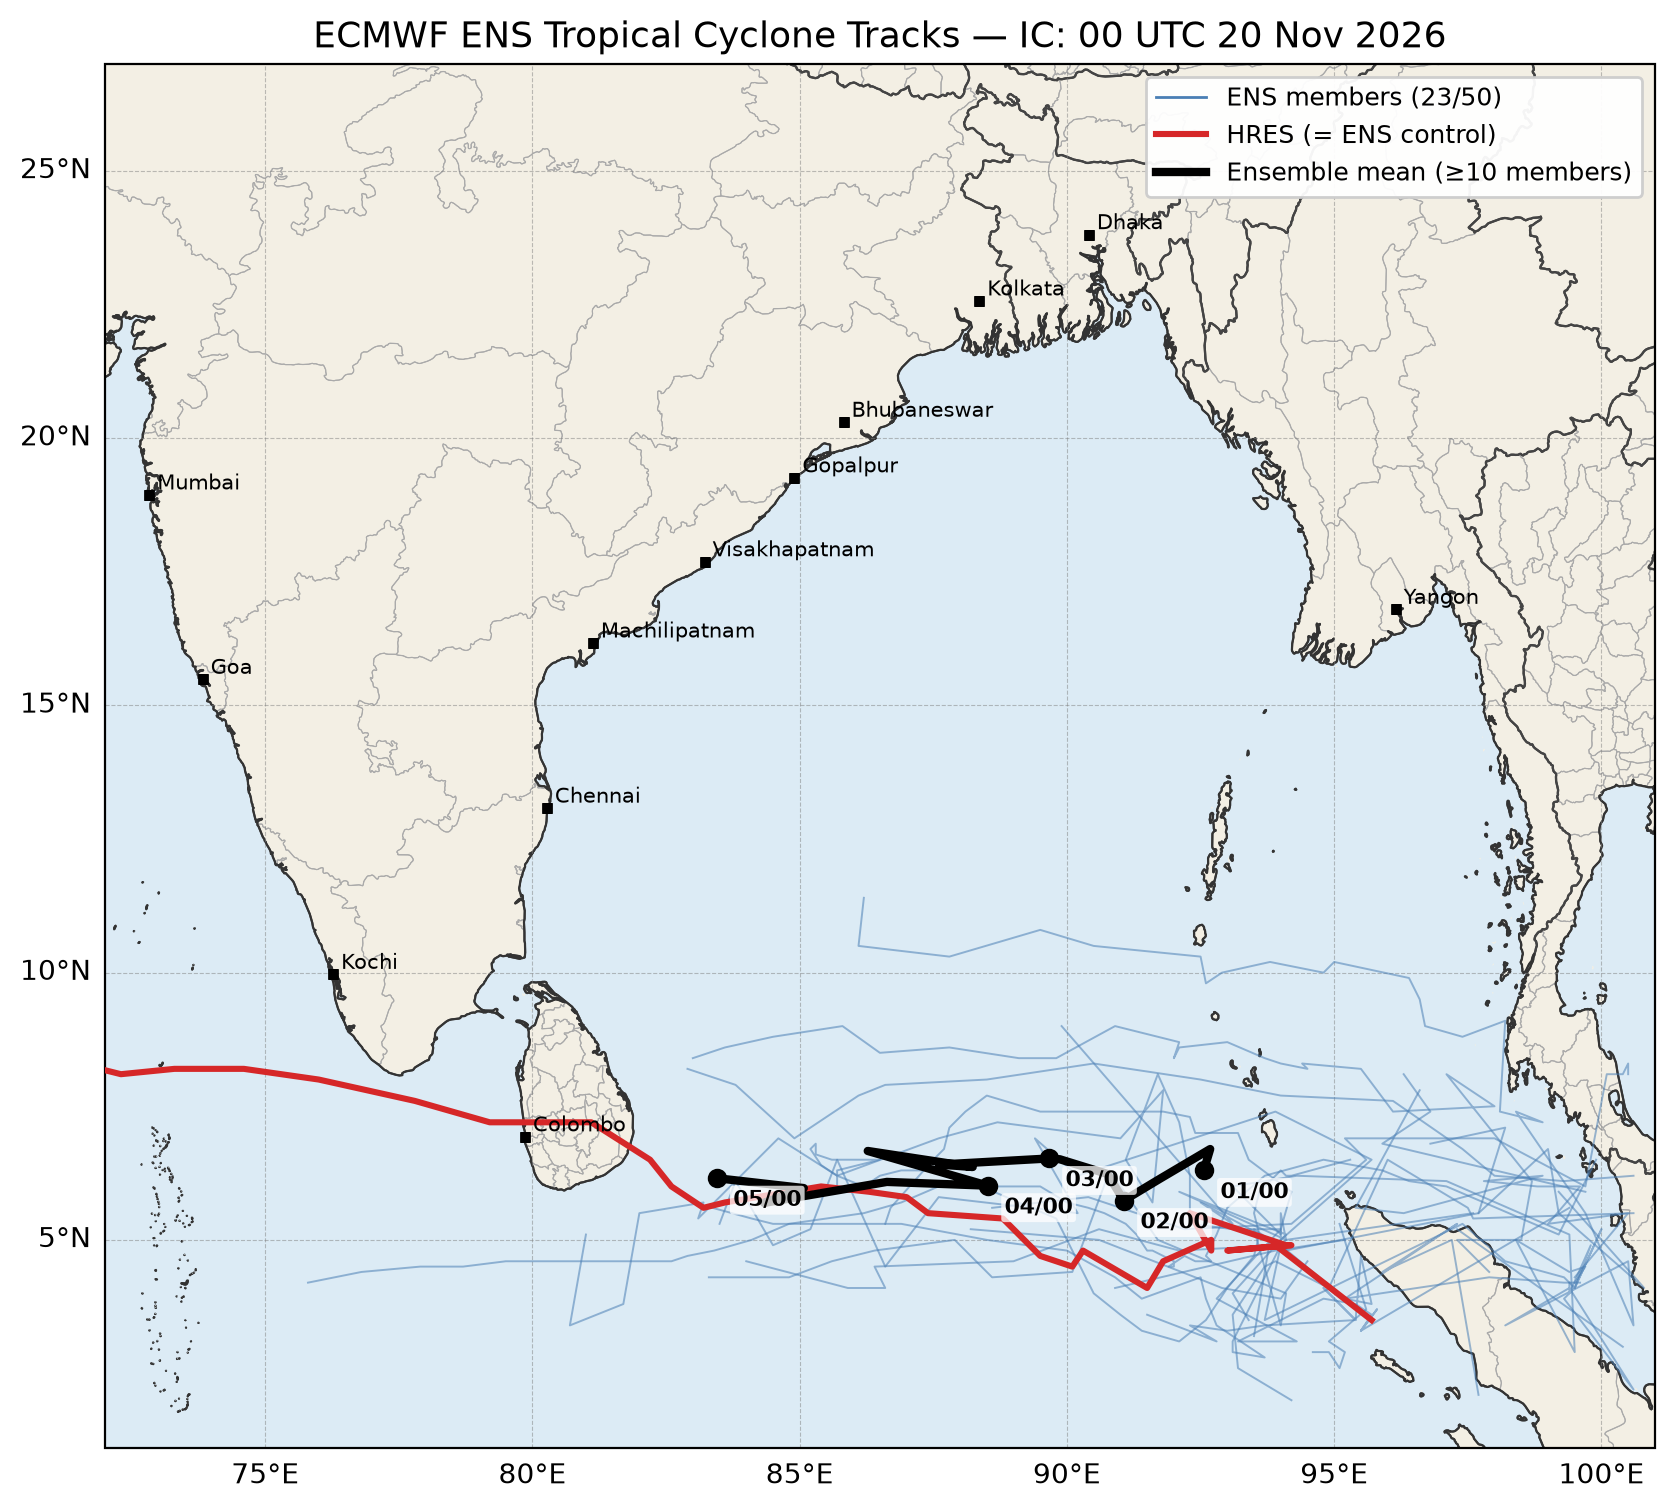 ECMWF ENS Tropical Cyclone Tracks — IC: 00 UTC 20 Nov 2026
ENS members (23/50)
HRES (= ENS control)
Ensemble mean (≥10 members)
25°N
20°N
15°N
10°N
5°N
Dhaka
Kolkata
Bhubaneswar
Gopalpur
Mumbai
Visakhapatnam
Yangon
Machilipatnam
Goa
Chennai
Kochi
Colombo
03/00
01/00
05/00
04/00
02/00
75°E
80°E
85°E
90°E
95°E
100°E